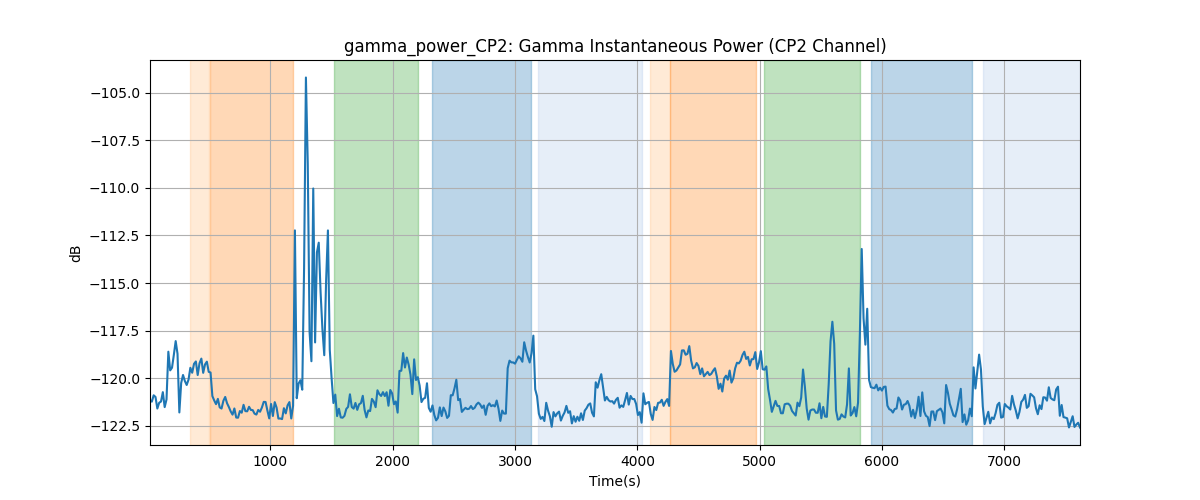 gamma_power_CP2: Gamma Instantaneous Power (CP2 Channel)
−105.0
−107.5
−110.0
−112.5
−115.0
−117.5
−120.0
−122.5
dB
1000 2000 3000 4000 5000 6000 7000
Time(s)